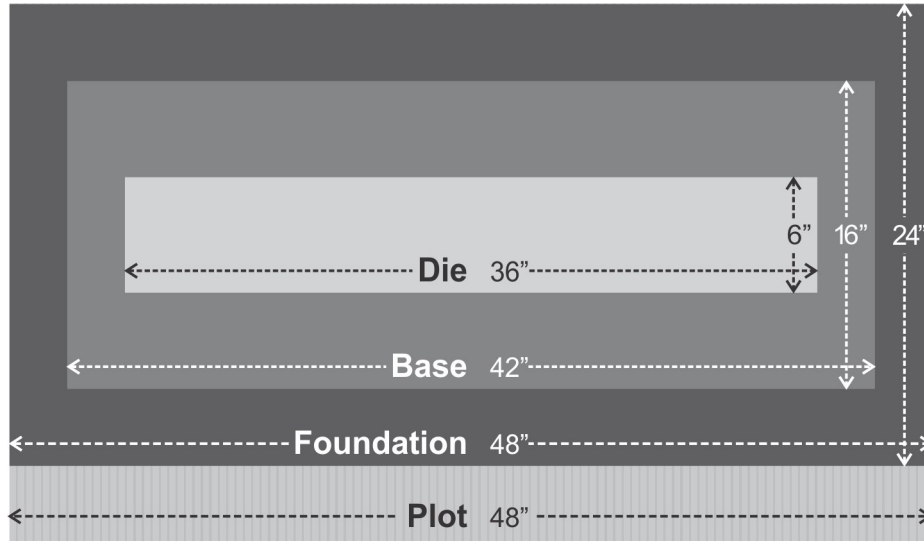 6” 16” 24”
Die 36”
Base 42”
Foundation 48”
Plot 48”